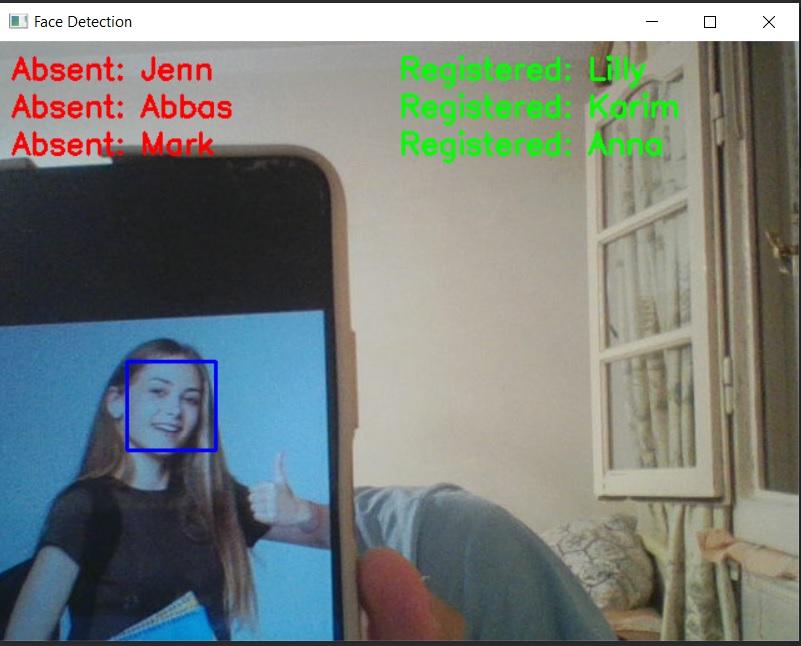 Face Detection
Absent: Jenn
Absent: Abbas
Absent: Mark
Registered: Lilly
Registered: Karim
Registered: Anna